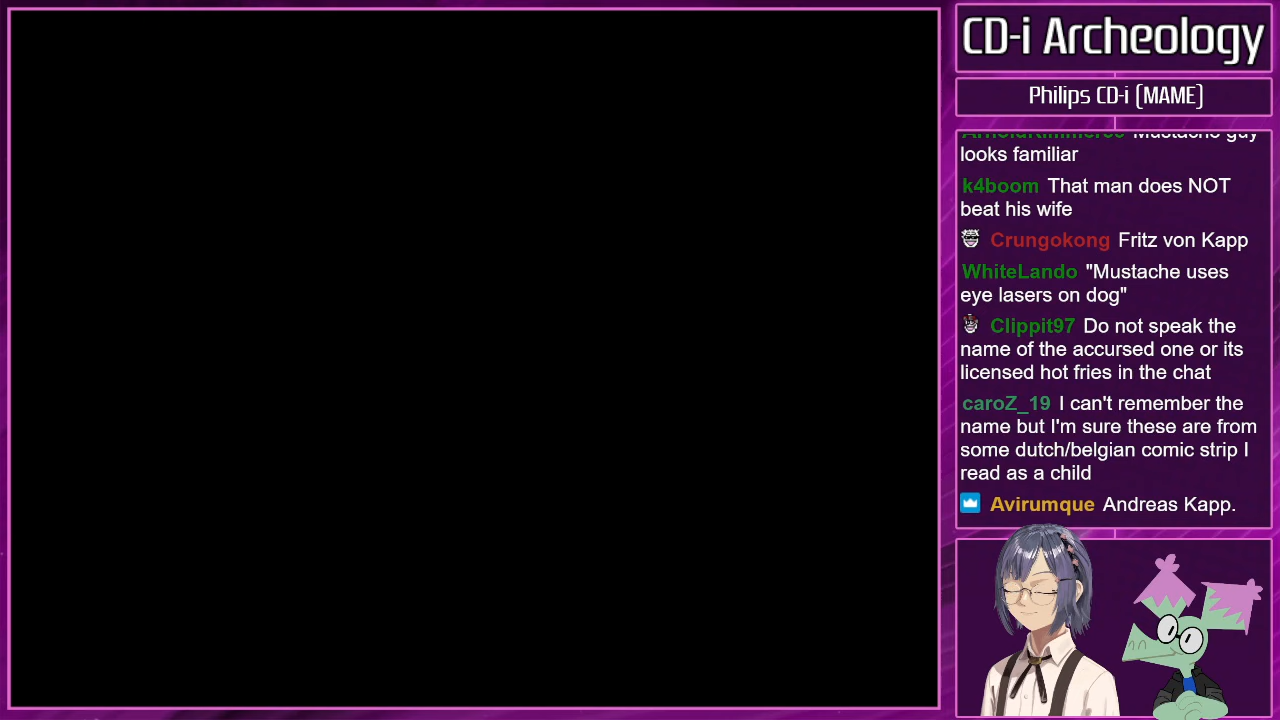 CD-i Archeology
Philips CD-i (MAME)
looks familiar
k4boom That man does NOT
beat his wife
Crungokong Fritz von Kapp
WhiteLando "Mustache uses
eye lasers on dog"
Clippit97 Do not speak the
name of the accursed one or its
licensed hot fries in the chat
caroZ_19 I can't remember the
name but I'm sure these are from
some dutch/belgian comic strip I
read as a child
Avirumque Andreas Kapp.